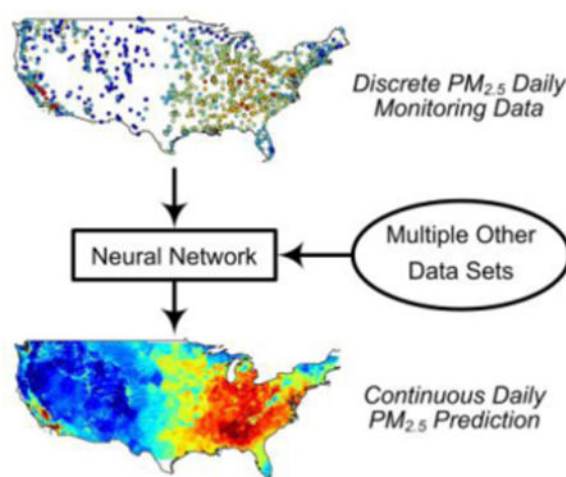 Discrete PM₂.₅ Daily
Monitoring Data
Neural Network
Multiple Other
Data Sets
Continuous Daily
PM₂.₅ Prediction